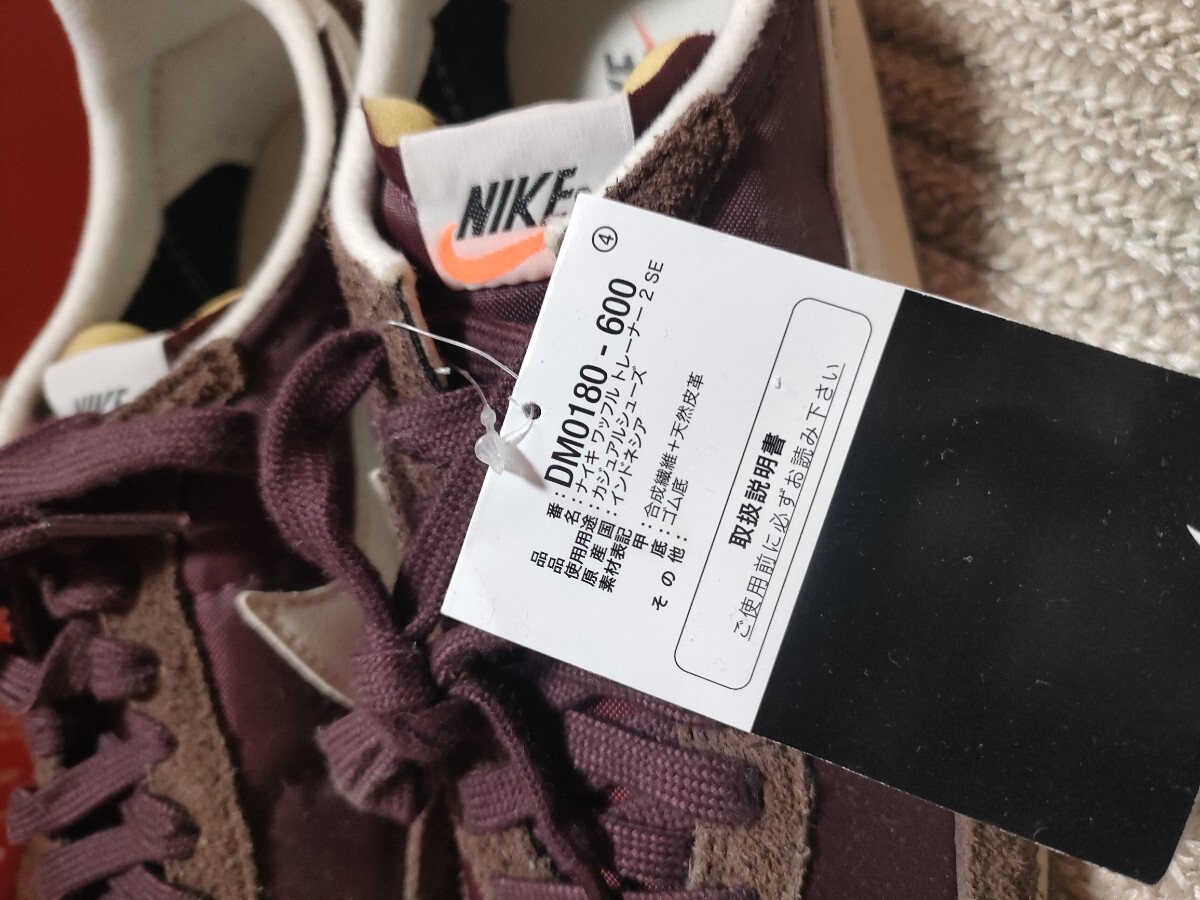 NIKE
NIKE
NIKE®
④
品番：DM0180-600
品名：ナイキ ワッフル トレーナー 2 SE
使用用途：カジュアルシューズ
原産国：インドネシア
素材表記
甲：合成繊維＋天然皮革
底：ゴム底
その他：
取扱説明書
ご使用前に必ずお読み下さい